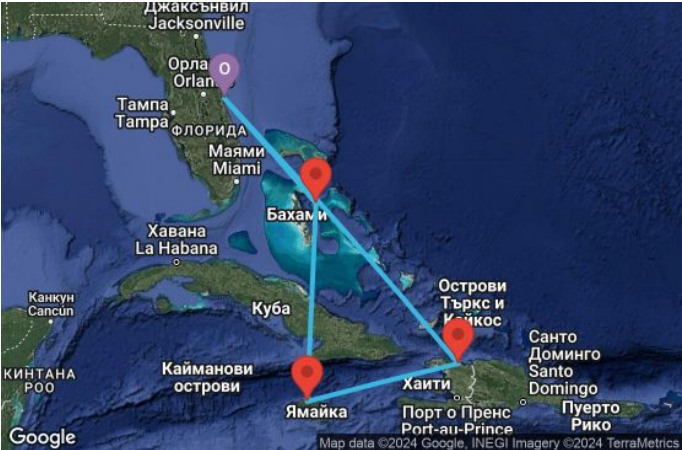 Джаксънвил
Jacksonville
Орла
Orlan
O
Тампа
Tampa
ФЛОРИДА
Маями
Miami
Бахами
Хавана
La Habana
Канкун
Cancún
Куба
Острови
Търкс и
Кайкос
КИНТАНА
РОО
Кайманови
острови
Ямайка
Хаити
Порт о Пренс
Port-au-Prince
Санто
Доминго
Santo
Domingo
Пуерто
Рико
Google
Map data ©2024 Google, INEGI Imagery ©2024 TerraMetrics